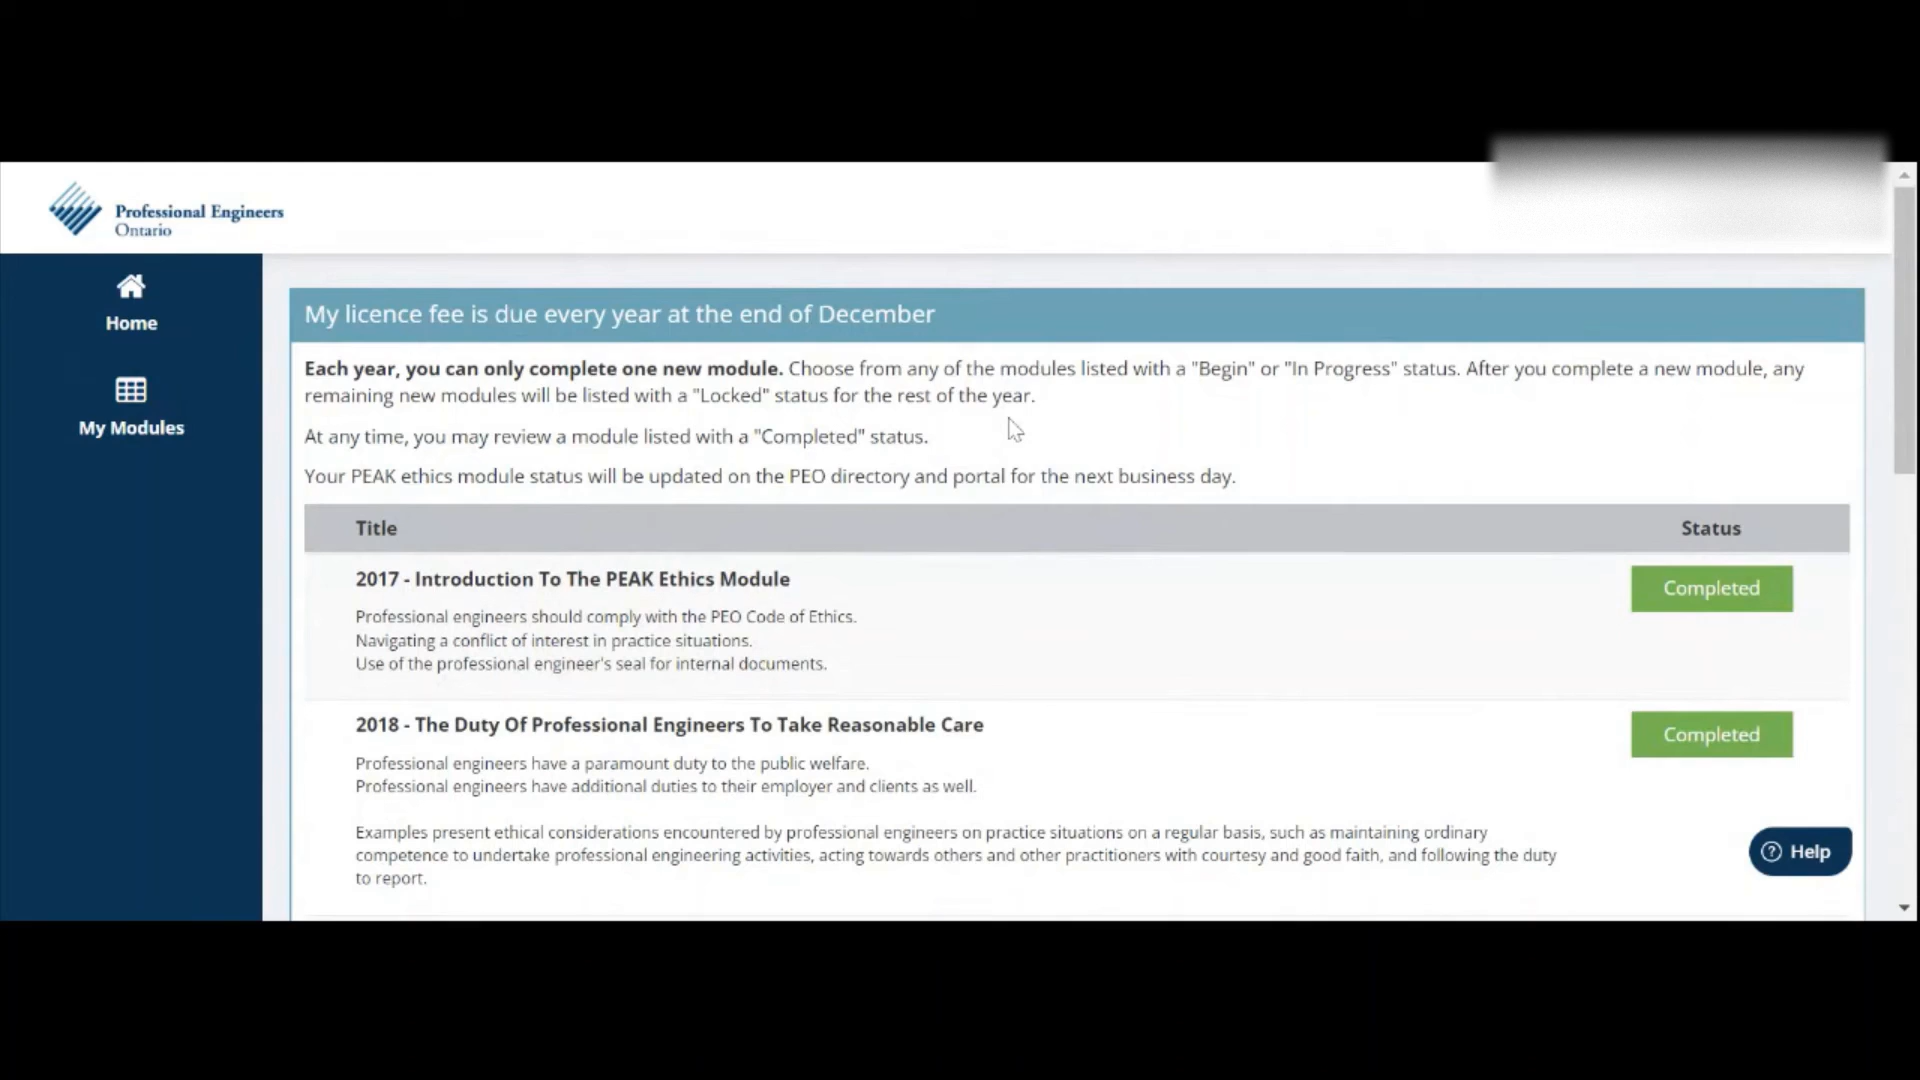 Professional Engineers
Ontario
Home
My Modules
My licence fee is due every year at the end of December
Each year, you can only complete one new module. Choose from any of the modules listed with a "Begin" or "In Progress" status. After you complete a new module, any
remaining new modules will be listed with a "Locked" status for the rest of the year.
At any time, you may review a module listed with a "Completed" status.
Your PEAK ethics module status will be updated on the PEO directory and portal for the next business day.
Title Status
2017 - Introduction To The PEAK Ethics Module
Completed
Professional engineers should comply with the PEO Code of Ethics.
Navigating a conflict of interest in practice situations.
Use of the professional engineer's seal for internal documents.
2018 - The Duty Of Professional Engineers To Take Reasonable Care
Completed
Professional engineers have a paramount duty to the public welfare.
Professional engineers have additional duties to their employer and clients as well.
Examples present ethical considerations encountered by professional engineers on practice situations on a regular basis, such as maintaining ordinary
competence to undertake professional engineering activities, acting towards others and other practitioners with courtesy and good faith, and following the duty
to report.
Help